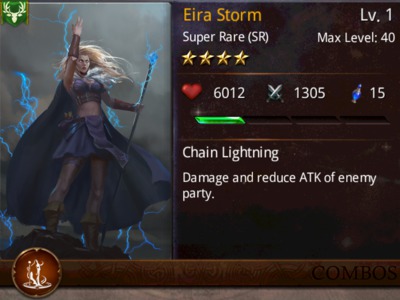 Eira Storm Lv. 1
Super Rare (SR) Max Level: 40
6012 1305 15
Chain Lightning
Damage and reduce ATK of enemy
party.
COMBOS